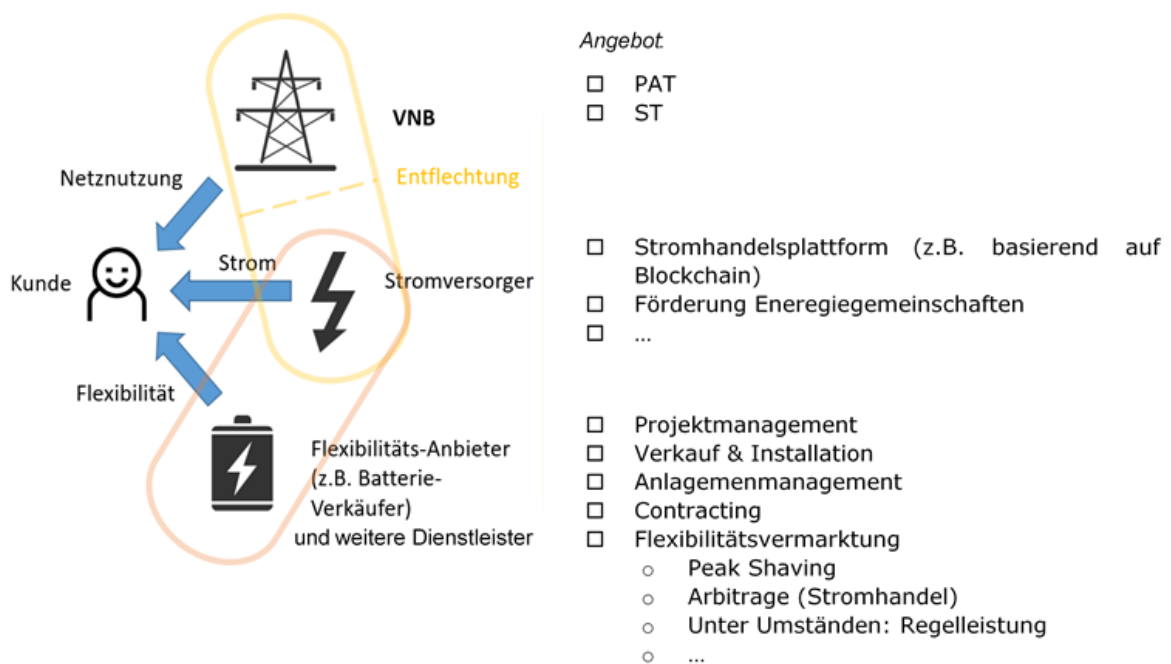 Angebot.
☐ PAT
☐ ST
VNB
Netznutzung
Entflechtung
Kunde
Strom
Stromversorger
☐ Stromhandelsplattform (z.B. basierend auf
Blockchain)
☐ Förderung Eneregiegemeinschaften
☐ ...
Flexibilität
Flexibilitäts-Anbieter
(z.B. Batterie-
Verkäufer)
und weitere Dienstleister
☐ Projektmanagement
☐ Verkauf & Installation
☐ Anlagemenmanagement
☐ Contracting
☐ Flexibilitätsvermarktung
o Peak Shaving
o Arbitrage (Stromhandel)
o Unter Umständen: Regelleistung
o ...